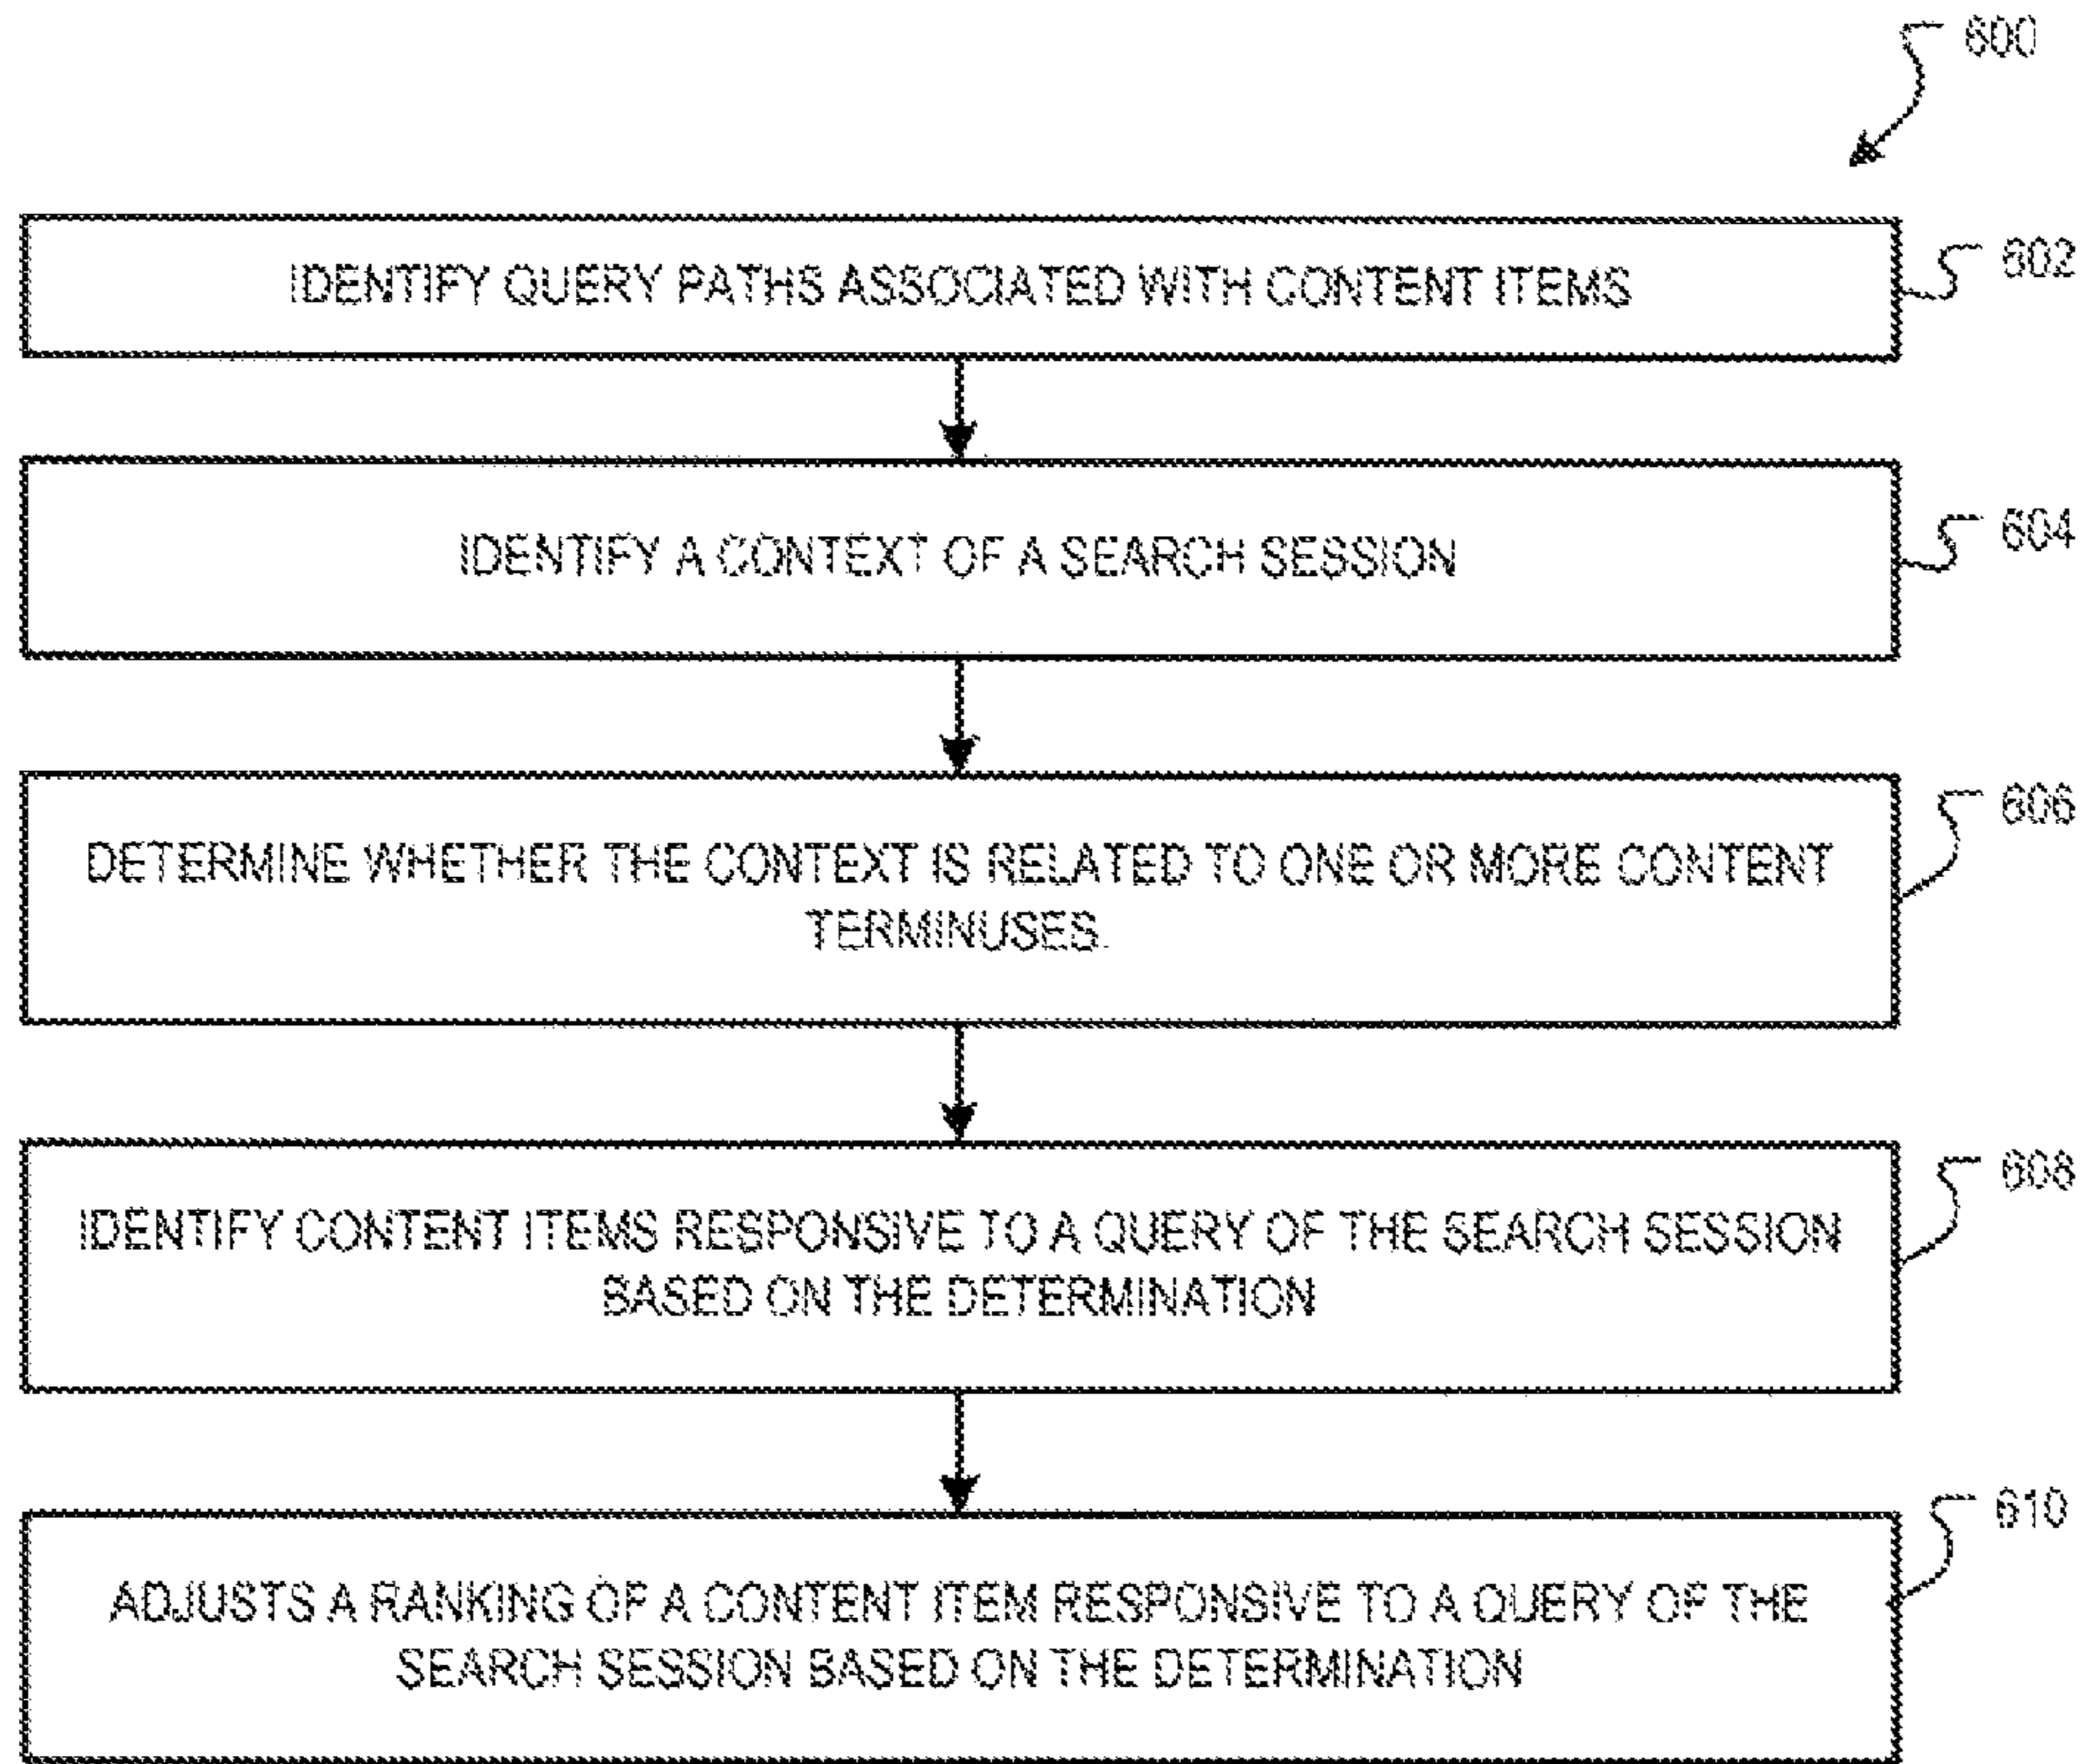 600
IDENTIFY QUERY PATHS ASSOCIATED WITH CONTENT ITEMS
602
IDENTIFY A CONTEXT OF A SEARCH SESSION
604
606
DETERMINE WHETHER THE CONTEXT IS RELATED TO ONE OR MORE CONTENT
TERMINUSES.
608
IDENTIFY CONTENT ITEMS RESPONSIVE TO A QUERY OF THE SEARCH SESSION
BASED ON THE DETERMINATION
610
ADJUSTS A RANKING OF A CONTENT ITEM RESPONSIVE TO A QUERY OF THE
SEARCH SESSION BASED ON THE DETERMINATION